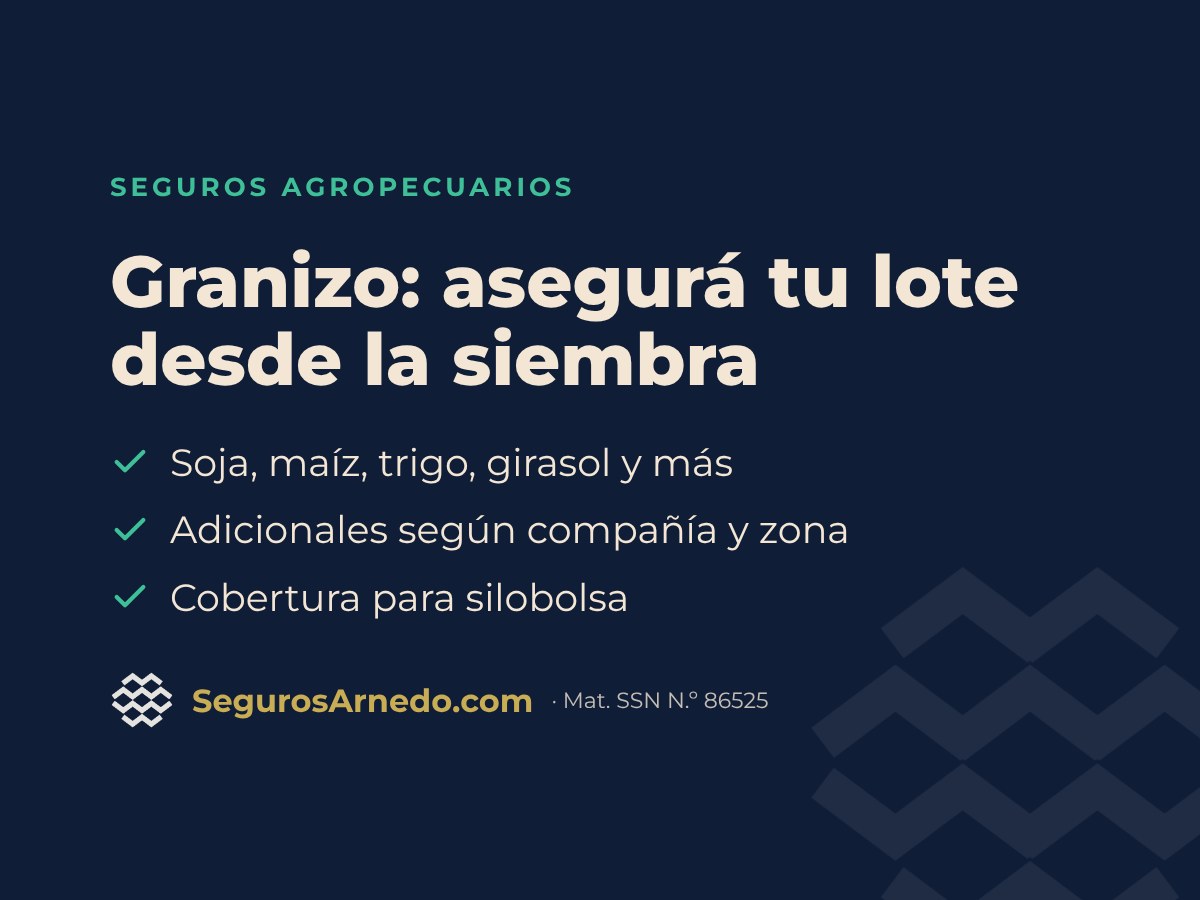 SEGUROS AGROPECUARIOS
Granizo: asegurá tu lote
desde la siembra
Soja, maíz, trigo, girasol y más
Adicionales según compañía y zona
Cobertura para silobolsa
SegurosArnedo.com · Mat. SSN N.º 86525